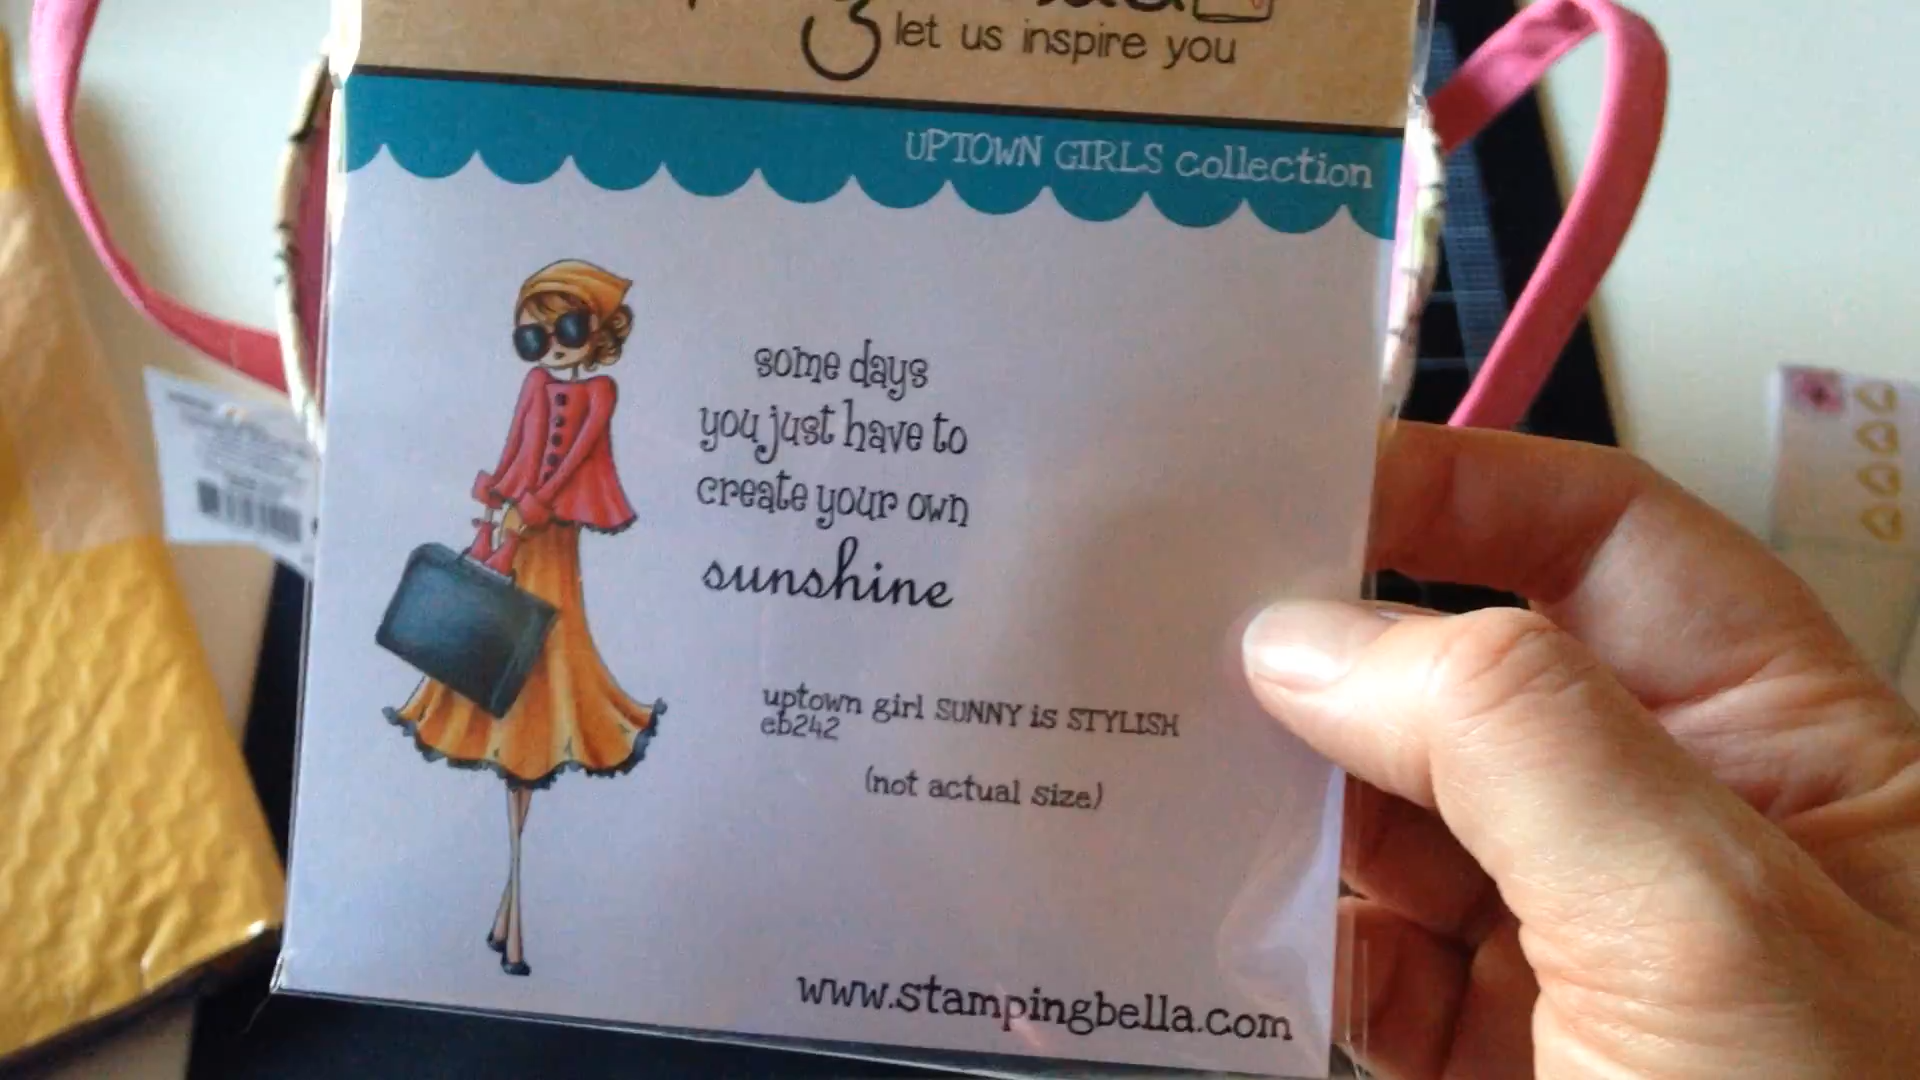 let us inspire you
UPTOWN GIRLS collection
some days
you just have to
create your own
sunshine
uptown girl SUNNY is STYLISH
eb242
(not actual size)
www.stampingbella.com